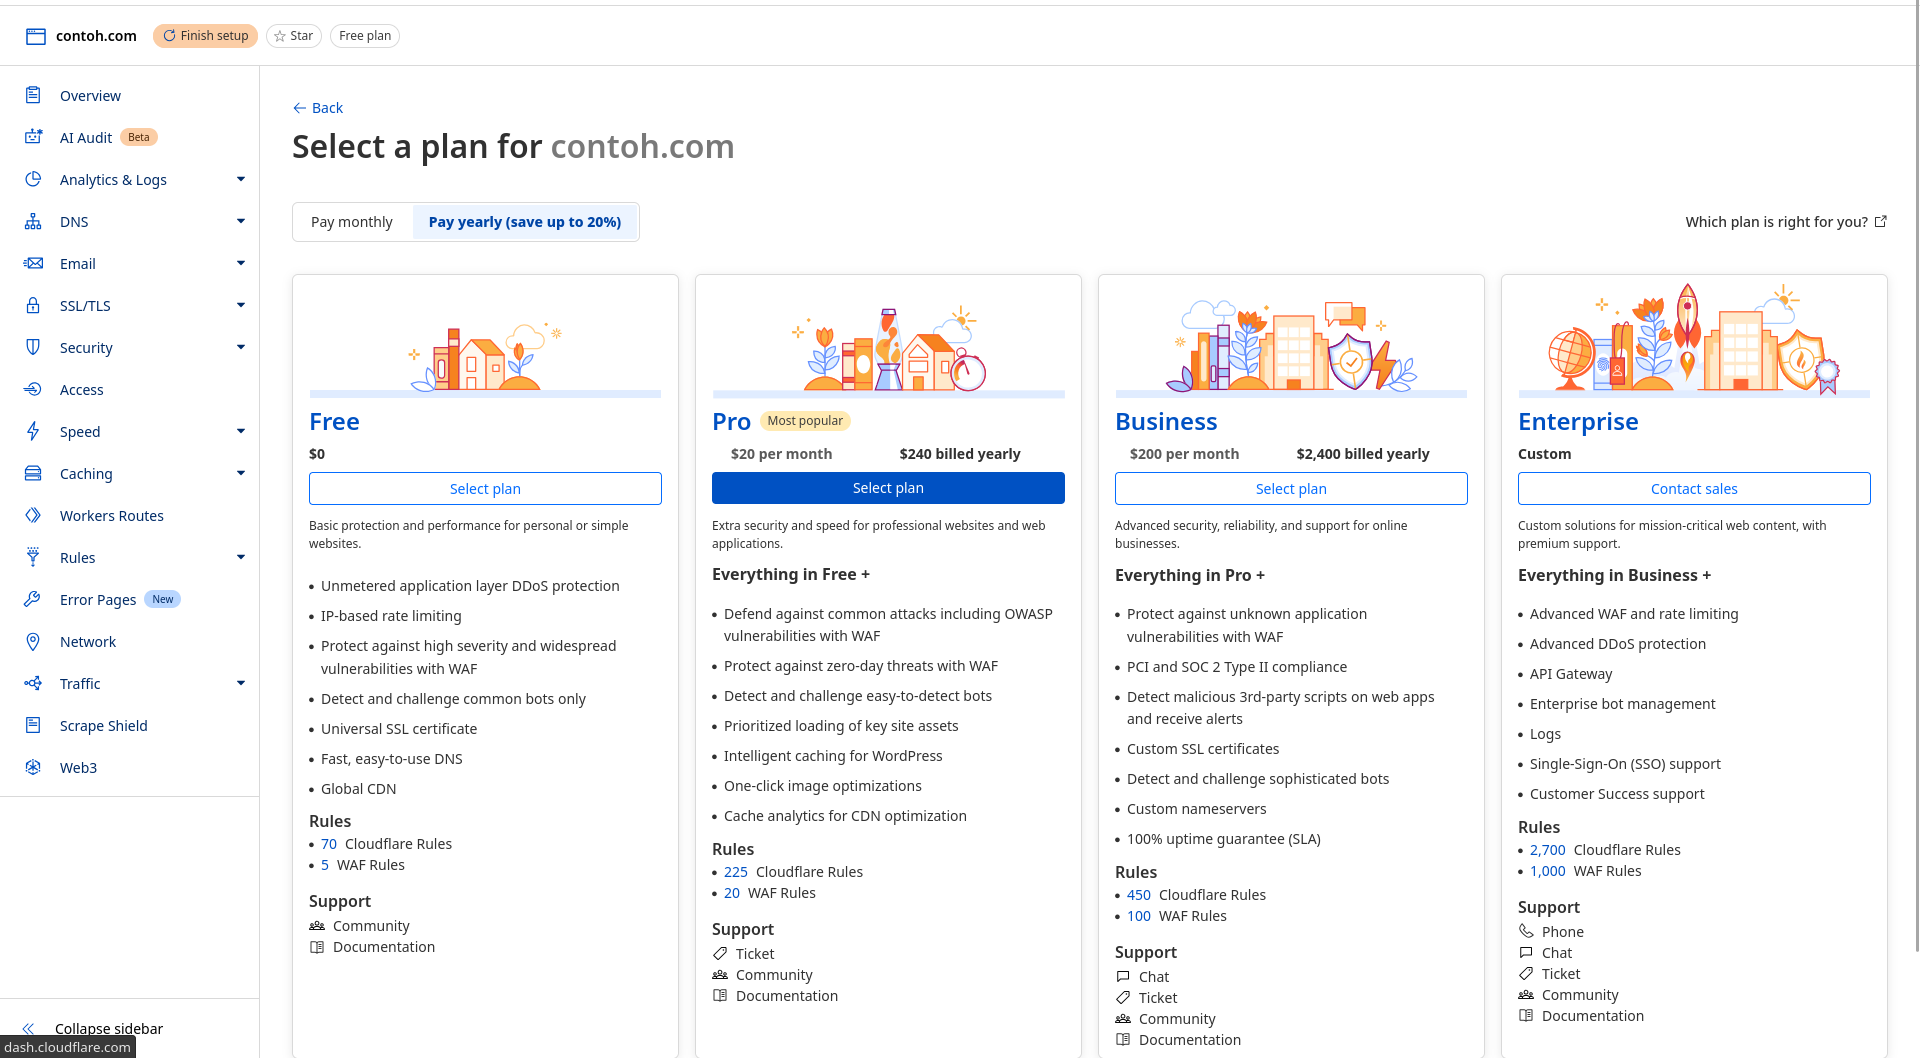 contoh.com
Finish setup
Star
Free plan
Overview
AI Audit Beta
Analytics & Logs
DNS
Email
SSL/TLS
Security
Access
Speed
Caching
Workers Routes
Rules
Error Pages New
Network
Traffic
Scrape Shield
Web3
Collapse sidebar
dash.cloudflare.com
Back
Select a plan for contoh.com
Pay monthly
Pay yearly (save up to 20%)
Which plan is right for you?
Free
$0
Select plan
Basic protection and performance for personal or simple
websites.
Unmetered application layer DDoS protection
IP-based rate limiting
Protect against high severity and widespread
vulnerabilities with WAF
Detect and challenge common bots only
Universal SSL certificate
Fast, easy-to-use DNS
Global CDN
Rules
70 Cloudflare Rules
5 WAF Rules
Support
Community
Documentation
Pro Most popular
$20 per month $240 billed yearly
Select plan
Extra security and speed for professional websites and web
applications.
Everything in Free +
Defend against common attacks including OWASP
vulnerabilities with WAF
Protect against zero-day threats with WAF
Detect and challenge easy-to-detect bots
Prioritized loading of key site assets
Intelligent caching for WordPress
One-click image optimizations
Cache analytics for CDN optimization
Rules
225 Cloudflare Rules
20 WAF Rules
Support
Ticket
Community
Documentation
Business
$200 per month $2,400 billed yearly
Select plan
Advanced security, reliability, and support for online
businesses.
Everything in Pro +
Protect against unknown application
vulnerabilities with WAF
PCI and SOC 2 Type II compliance
Detect malicious 3rd-party scripts on web apps
and receive alerts
Custom SSL certificates
Detect and challenge sophisticated bots
Custom nameservers
100% uptime guarantee (SLA)
Rules
450 Cloudflare Rules
100 WAF Rules
Support
Chat
Ticket
Community
Documentation
Enterprise
Custom
Contact sales
Custom solutions for mission-critical web content, with
premium support.
Everything in Business +
Advanced WAF and rate limiting
Advanced DDoS protection
API Gateway
Enterprise bot management
Logs
Single-Sign-On (SSO) support
Customer Success support
Rules
2,700 Cloudflare Rules
1,000 WAF Rules
Support
Phone
Chat
Ticket
Community
Documentation